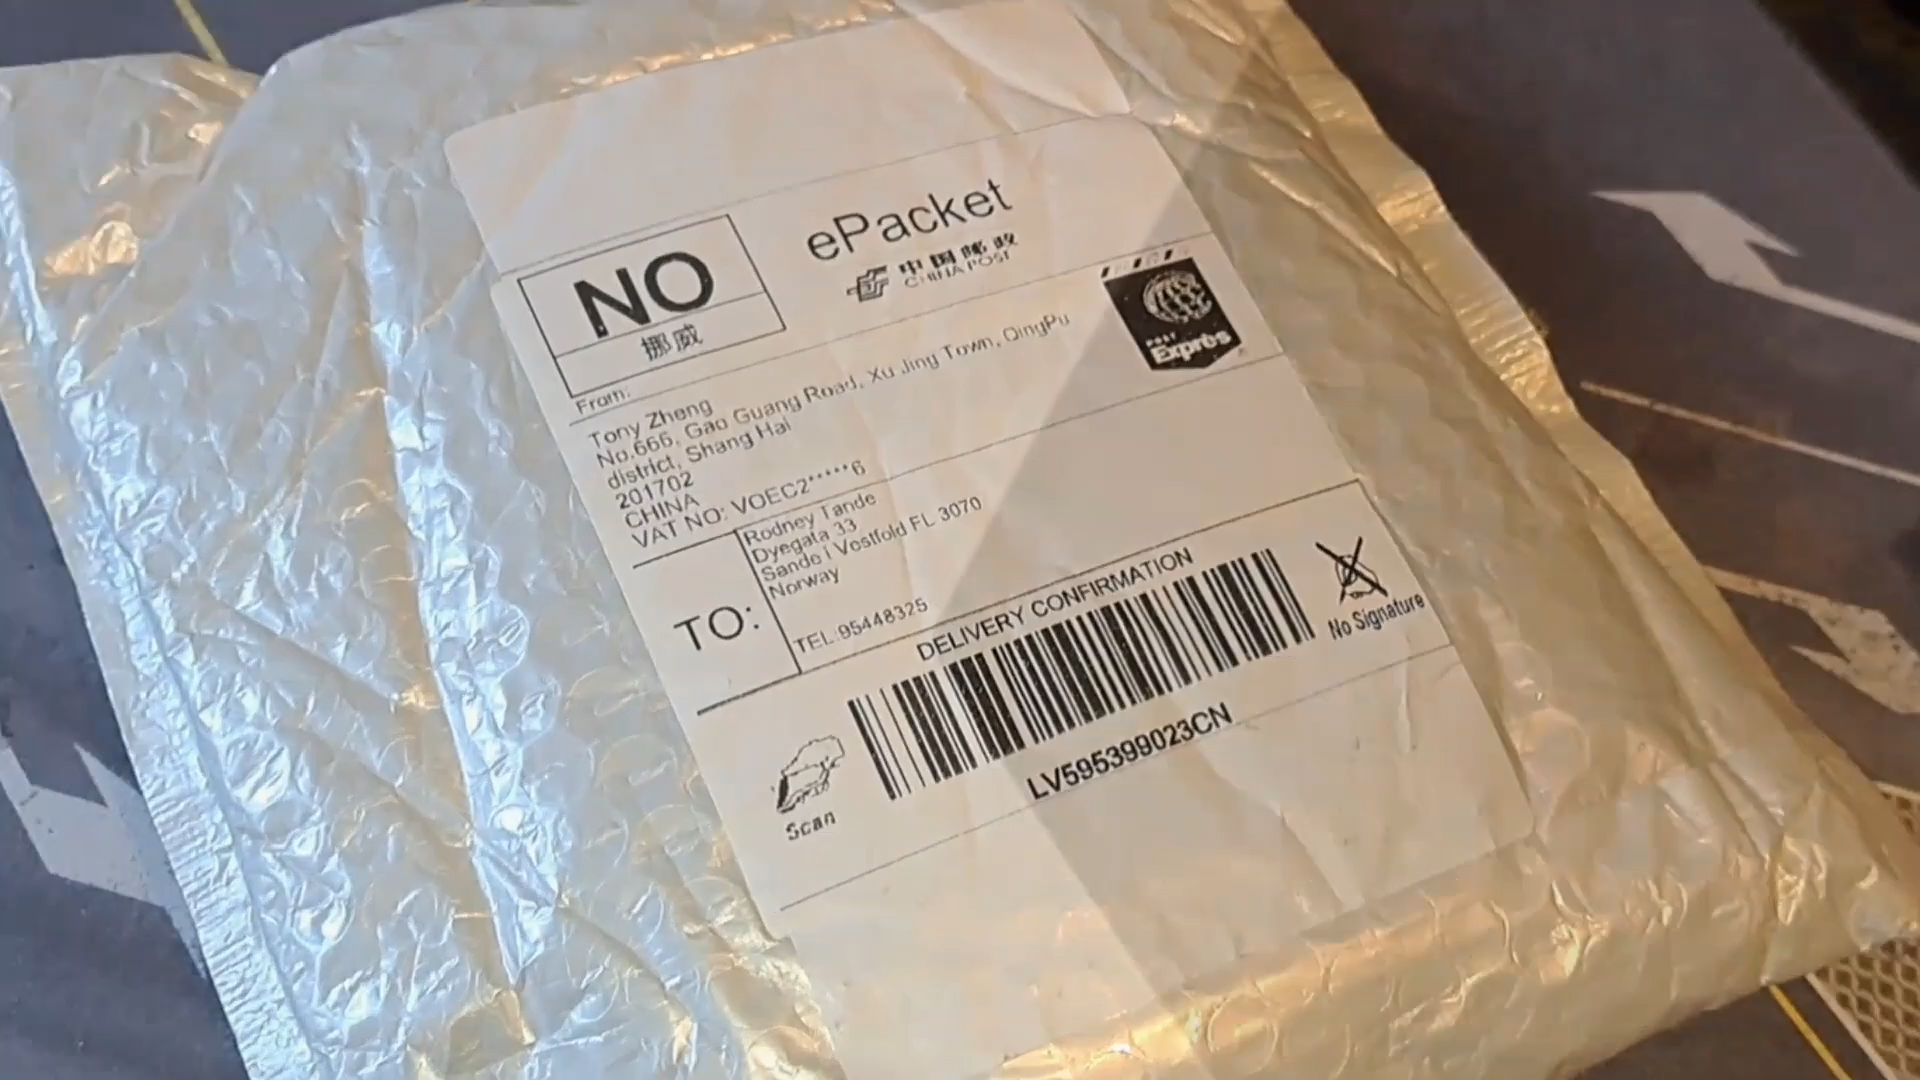 ePacket
中国邮政
CHINA POST
NO
挪威
POST
Exprès
From:
Tony Zheng
No.666, Gao Guang Road, Xu Jing Town, QingPu
district, Shang Hai
201702
CHINA
VAT NO: VOEC2*****6
TO:
Rodney Tande
Dyegata 33
Sande i Vestfold FL 3070
Norway
TEL:95448325
DELIVERY CONFIRMATION
No Signature
Scan
LV595399023CN